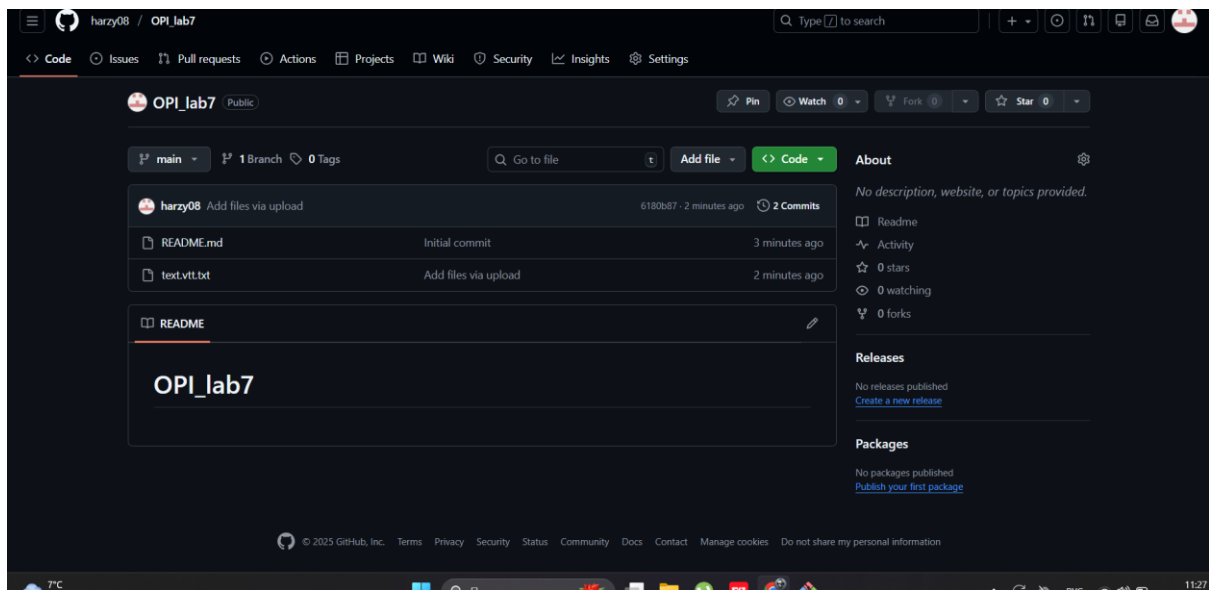 harzy08 / OPI_lab7
Type / to search
Code Issues Pull requests Actions Projects Wiki Security Insights Settings
OPI_lab7 Public
Pin Watch 0 Fork 0 Star 0
main 1 Branch 0 Tags
Go to file t Add file Code
harzy08 Add files via upload 6180b87 · 2 minutes ago 2 Commits
README.md Initial commit 3 minutes ago
text.vtt.txt Add files via upload 2 minutes ago
README
OPI_lab7
About
No description, website, or topics provided.
Readme
Activity
0 stars
0 watching
0 forks
Releases
No releases published
Create a new release
Packages
No packages published
Publish your first package
© 2025 GitHub, Inc. Terms Privacy Security Status Community Docs Contact Manage cookies Do not share my personal information
7°C
11:27